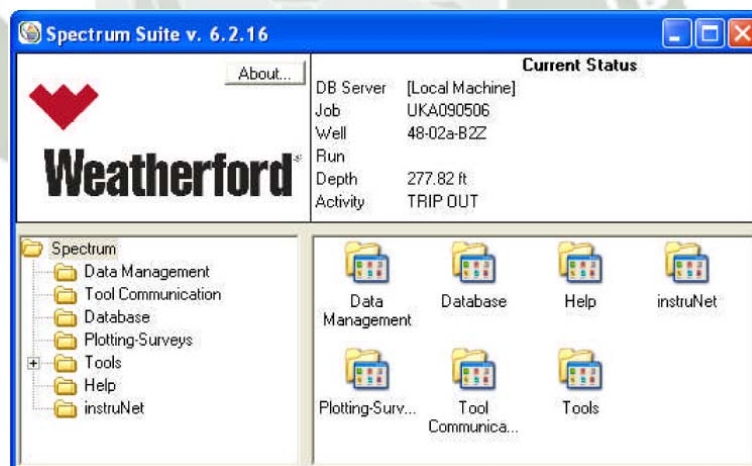 Spectrum Suite v. 6.2.16
About...
Weatherford®
Current Status
DB Server [Local Machine]
Job UKA090506
Well 48-02a-B2Z
Run
Depth 277.82 ft
Activity TRIP OUT
Spectrum
Data Management
Tool Communication
Database
Plotting-Surveys
Tools
Help
instruNet
Data
Management
Database
Help
instruNet
Plotting-Surv...
Tool
Communica...
Tools